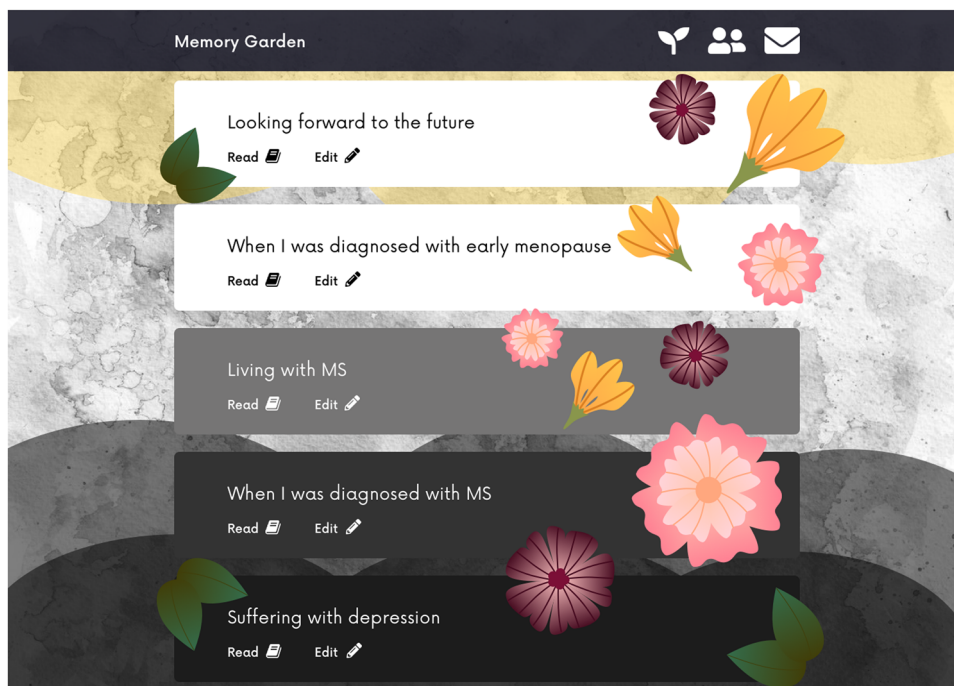 Memory Garden
Looking forward to the future
Read Edit
When I was diagnosed with early menopause
Read Edit
Living with MS
Read Edit
When I was diagnosed with MS
Read Edit
Suffering with depression
Read Edit